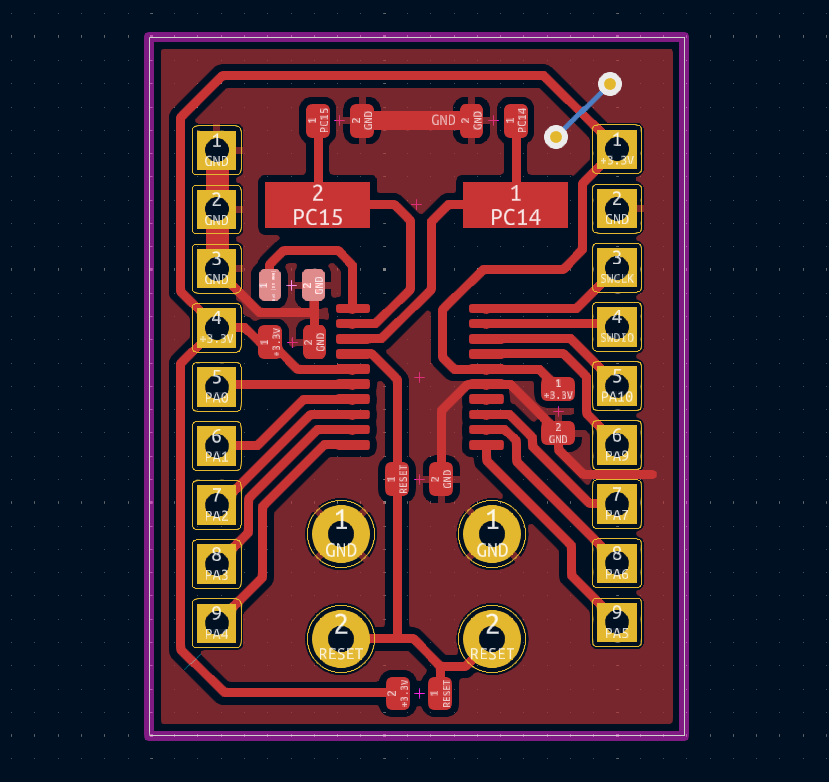 1
PC15
2
GND
GND
2
GND
1
PC14
1
GND
1
+3.3V
2
PC15
1
PC14
2
GND
2
GND
3
GND
3
SWCLK
1
2
GND
4
+3.3V
4
SWDIO
1
+3.3V
2
GND
5
PA0
1
+3.3V
5
PA10
6
PA1
2
GND
6
PA9
1
RESET
2
GND
7
PA2
7
PA7
1
GND
1
GND
8
PA3
8
PA6
9
PA4
2
RESET
2
RESET
9
PA5
2
+3.3V
1
RESET